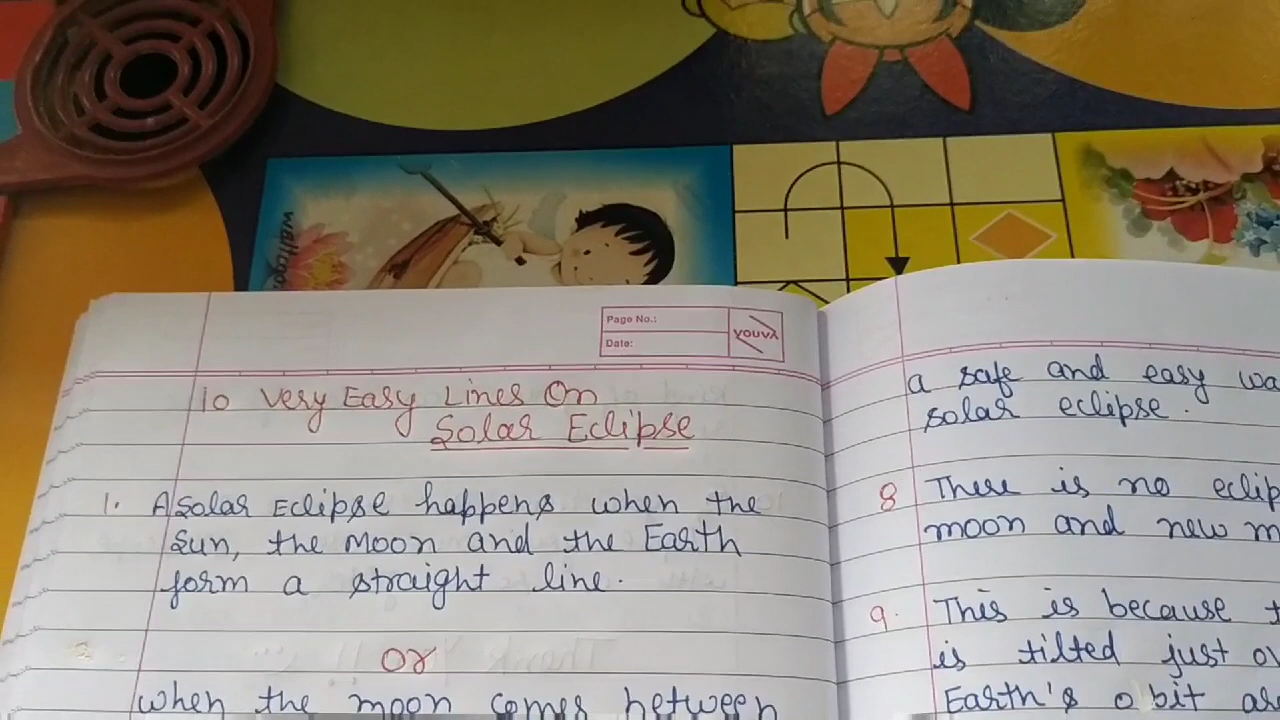 Page No.:
Date:
youva
10 Very Easy Lines On
Solar Eclipse
1. A Solar Eclipse happens when the
Sun, the Moon and the Earth
form a straight line.
Or
when the moon comes between
a safe and easy
solar eclipse.
8 There is no
moon and new
9. This is because
is tilted just
Earth's obit